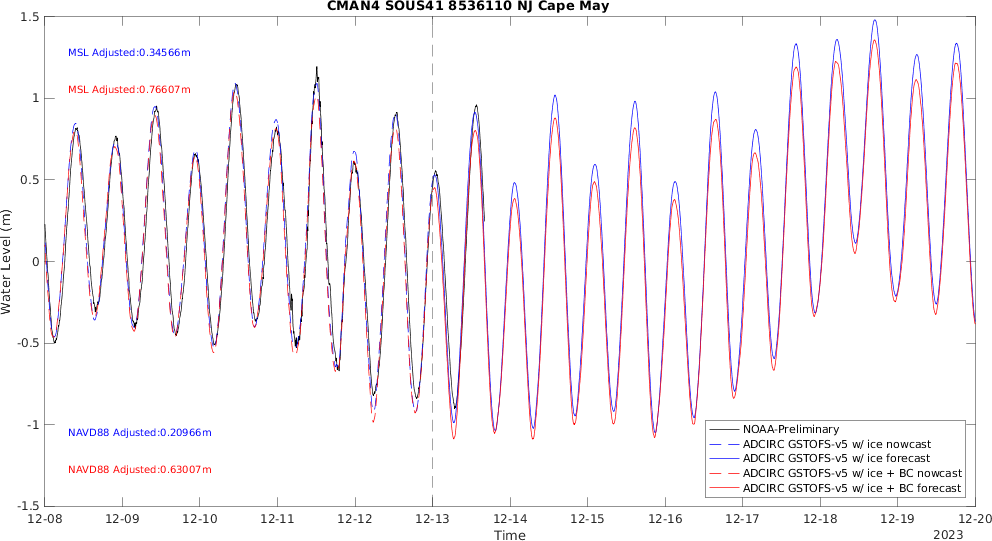 CMAN4 SOUS41 8536110 NJ Cape May
MSL Adjusted:0.34566m
MSL Adjusted:0.76607m
NAVD88 Adjusted:0.20966m
NAVD88 Adjusted:0.63007m
Water Level (m)
1.5
1
0.5
0
-0.5
-1
-1.5
NOAA-Preliminary
ADCIRC GSTOFS-v5 w/ ice nowcast
ADCIRC GSTOFS-v5 w/ ice forecast
ADCIRC GSTOFS-v5 w/ ice + BC nowcast
ADCIRC GSTOFS-v5 w/ ice + BC forecast
12-08 12-09 12-10 12-11 12-12 12-13 12-14 12-15 12-16 12-17 12-18 12-19 12-20
Time
2023